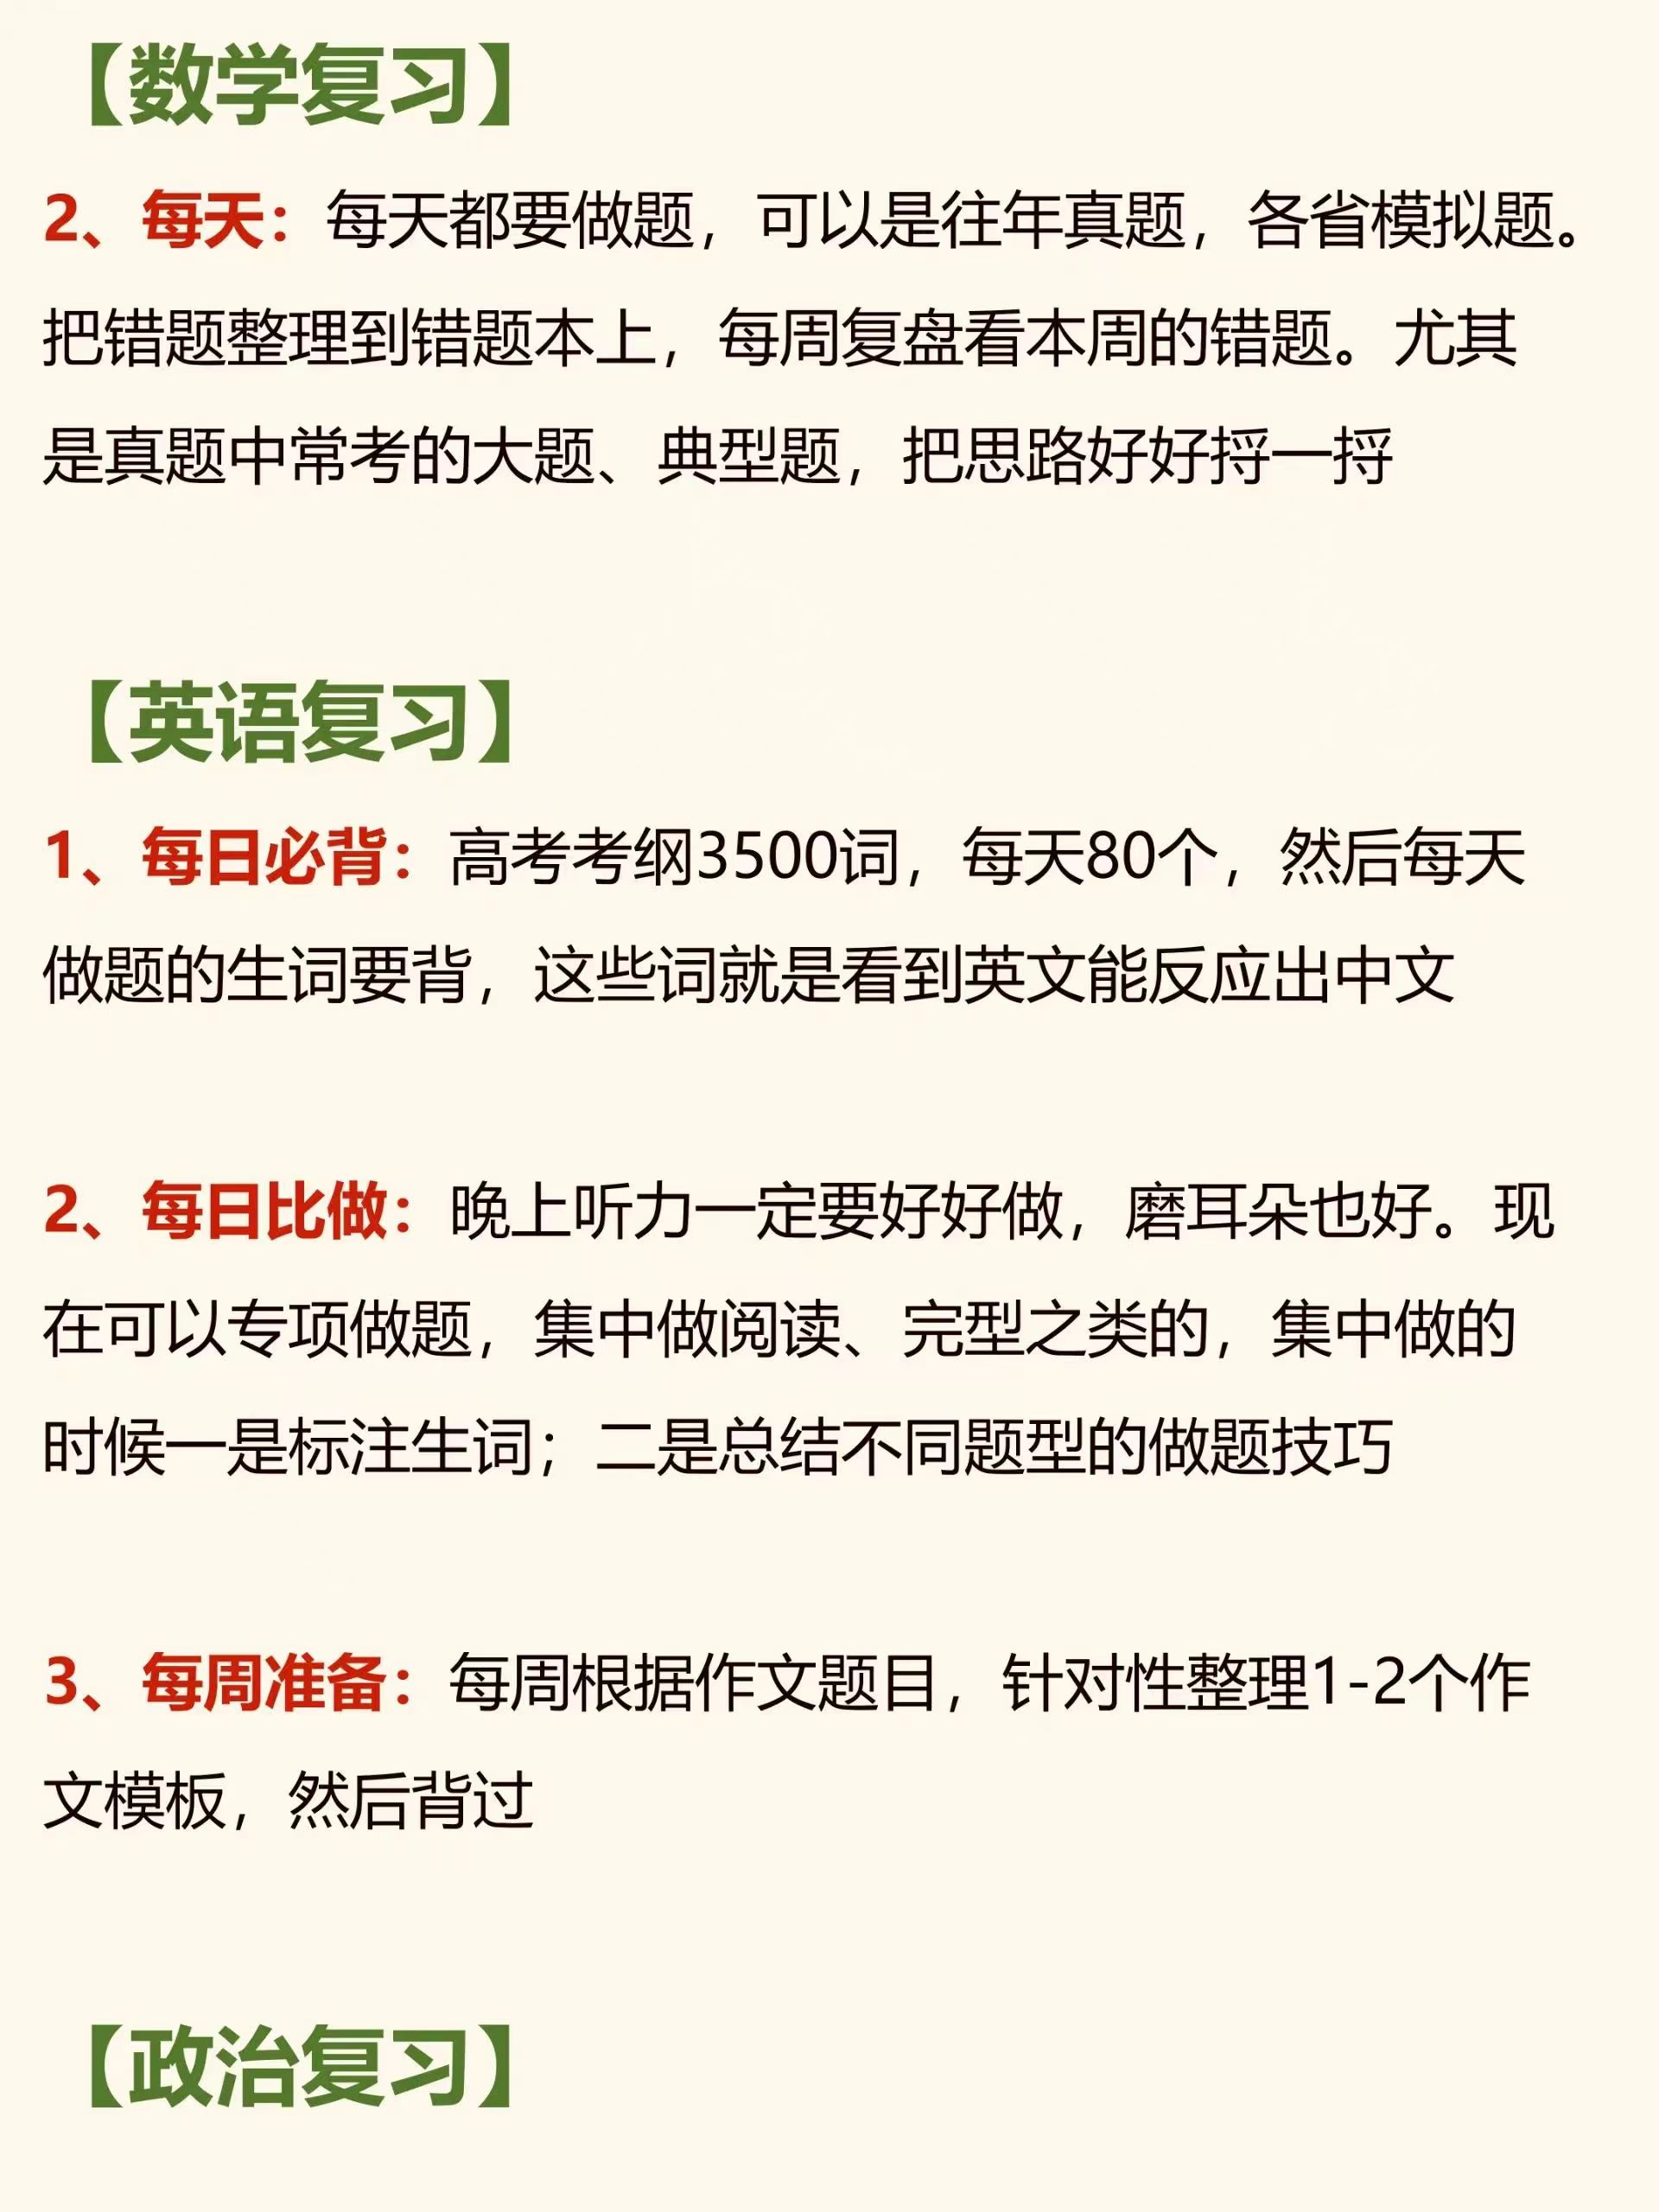 【数学复习】
2、每天：每天都要做题，可以是往年真题，各省模拟题。
把错题整理到错题本上，每周复盘看本周的错题。尤其
是真题中常考的大题、典型题，把思路好好捋一捋
【英语复习】
1、每日必背：高考考纲3500词，每天80个，然后每天
做题的生词要背，这些词就是看到英文能反应出中文
2、每日比做：晚上听力一定要好好做，磨耳朵也好。现
在可以专项做题，集中做阅读、完型之类的，集中做的
时候一是标注生词；二是总结不同题型的做题技巧
3、每周准备：每周根据作文题目，针对性整理1-2个作
文模板，然后背过
【政治复习】